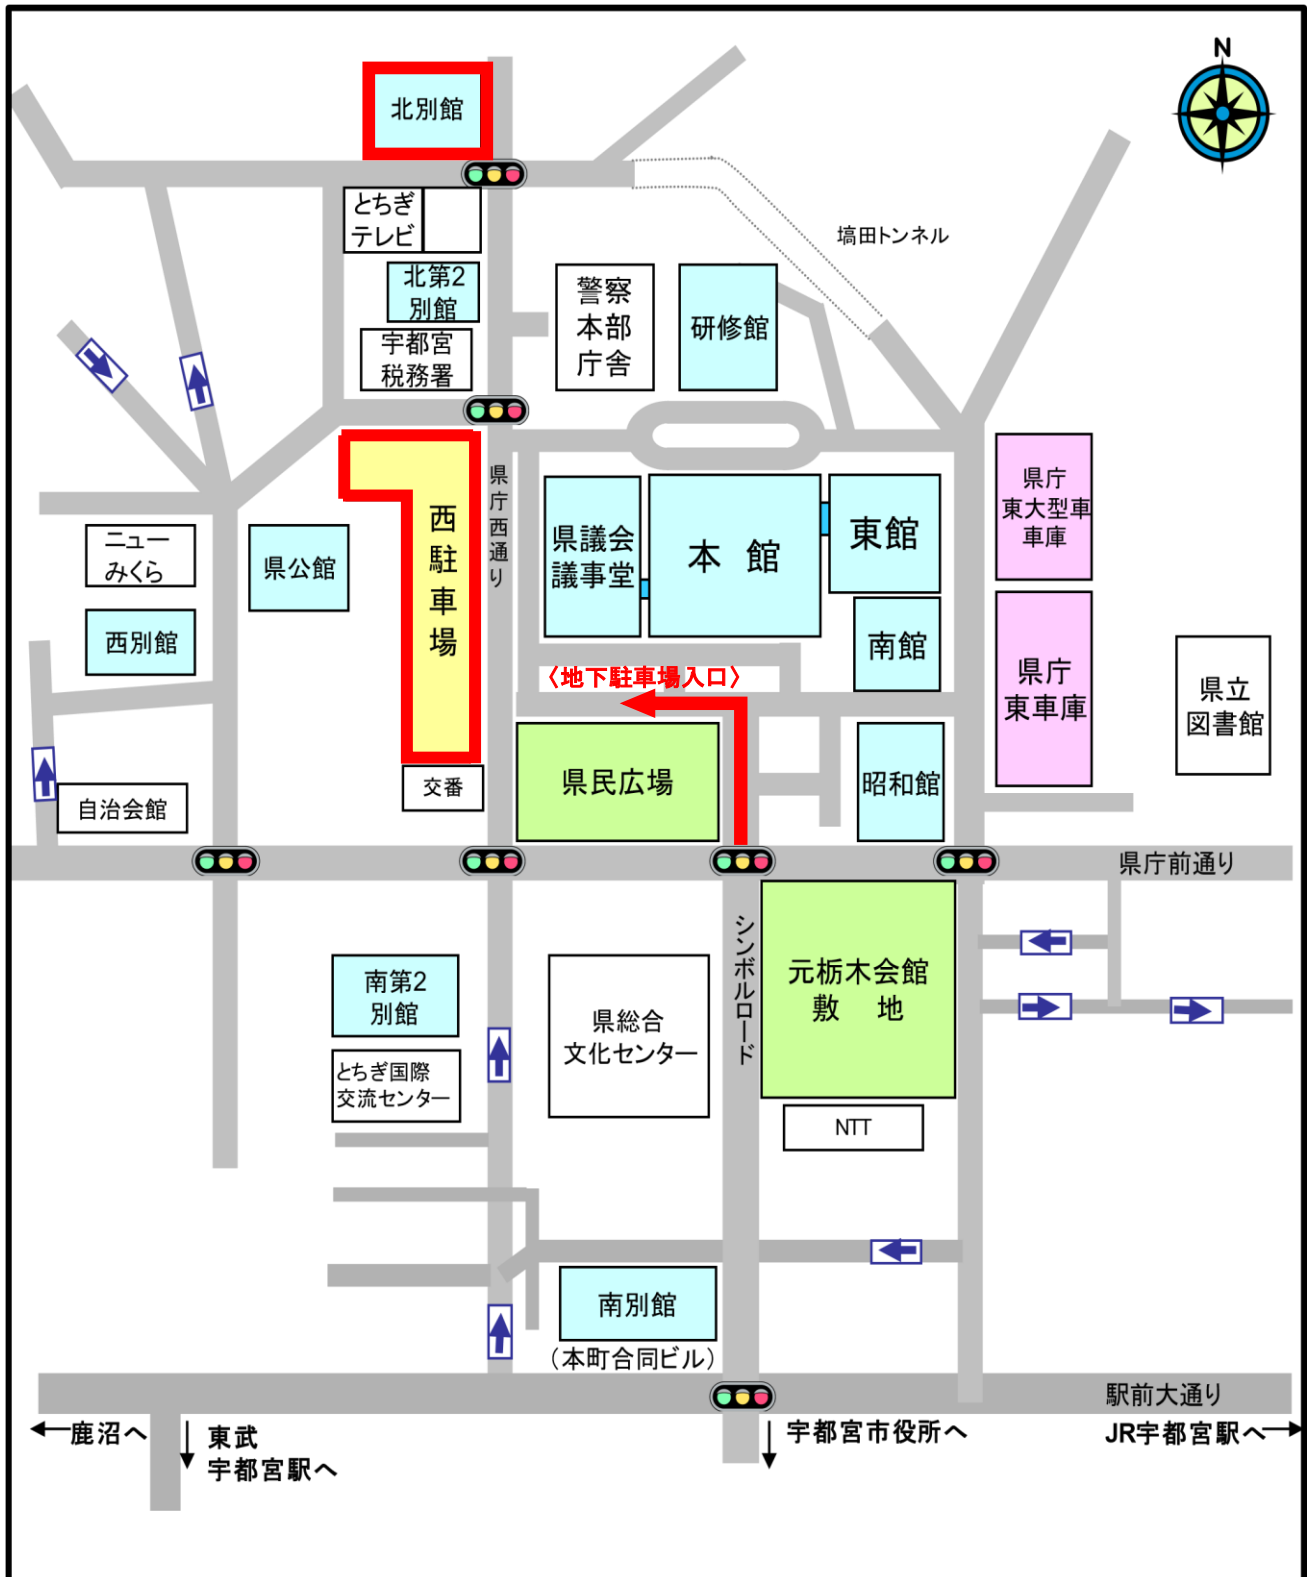 N
北別館
とちぎ
テレビ
塙田トンネル
北第2
別館
警察
本部
庁舎
研修館
宇都宮
税務署
県庁西通り
西駐車場
県議会
議事堂
本 館
東館
県庁
東大型車
車庫
ニュー
みくら
県公館
西別館
南館
〈地下駐車場入口〉
県庁
東車庫
県立
図書館
県民広場
昭和館
交番
自治会館
県庁前通り
シンボルロード
元栃木会館
敷 地
南第2
別館
県総合
文化センター
とちぎ国際
交流センター
NTT
南別館
（本町合同ビル）
駅前大通り
鹿沼へ
東武
宇都宮駅へ
宇都宮市役所へ
JR宇都宮駅へ